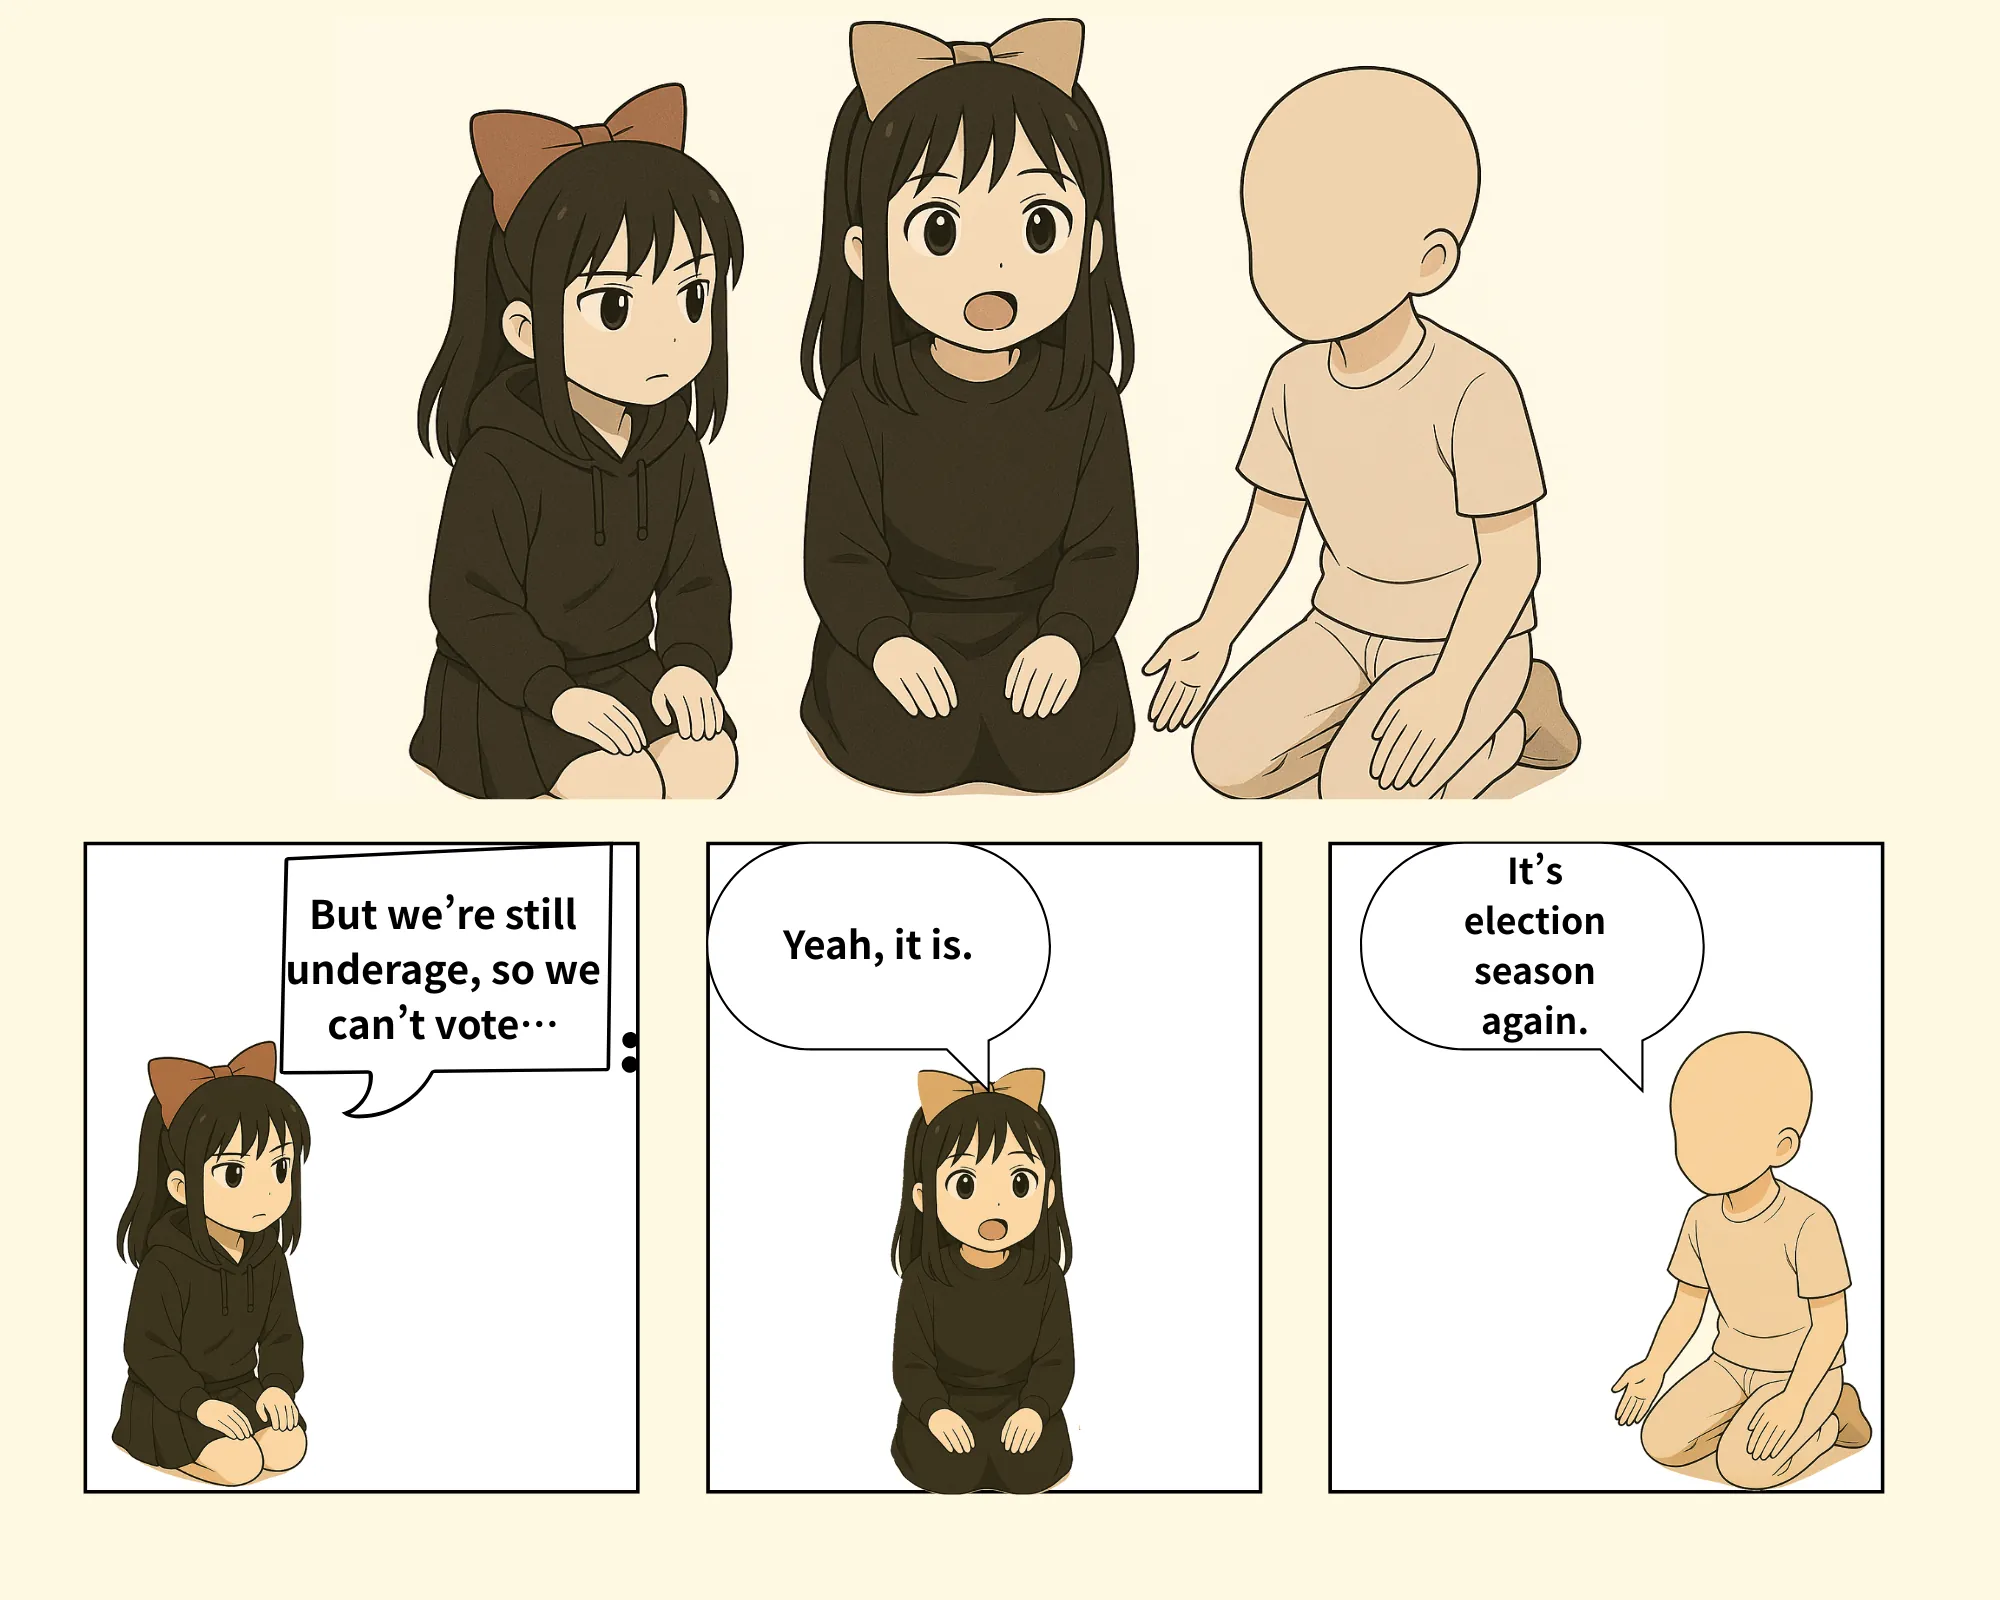 It’s
election
season
again.
Yeah, it is.
But we’re still
underage, so we
can’t vote⋯